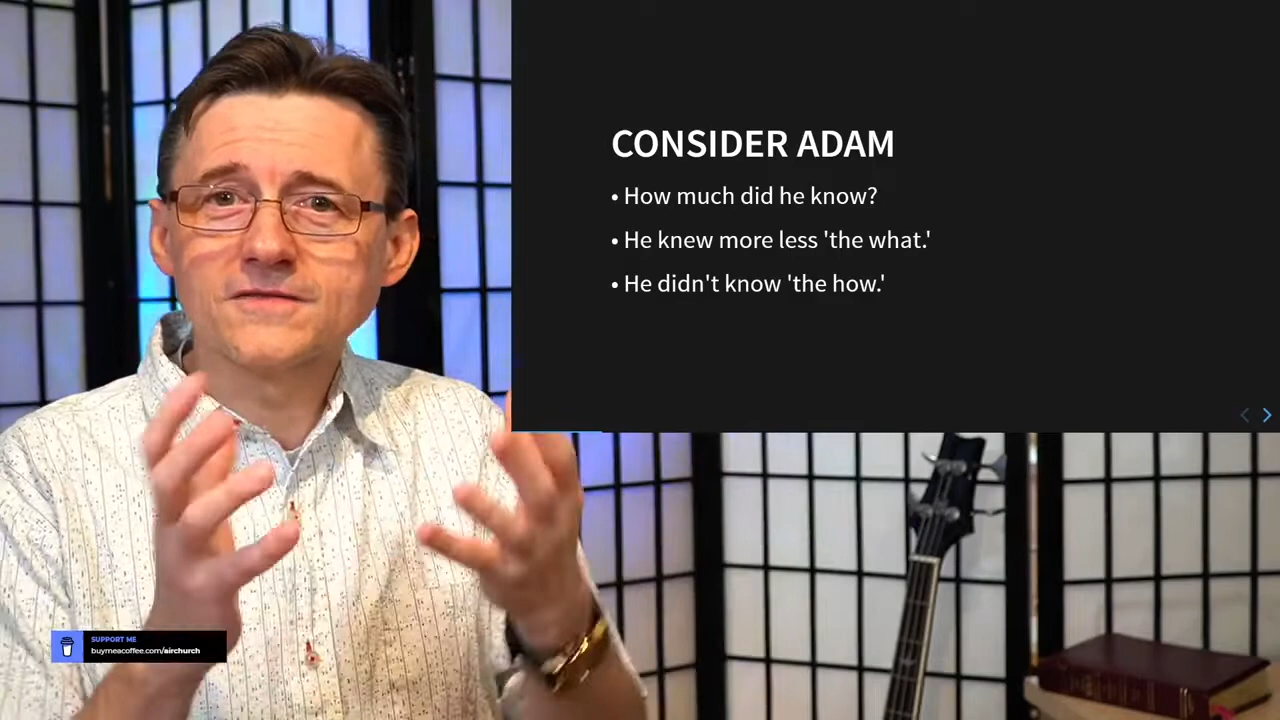 CONSIDER ADAM
• How much did he know?
• He knew more less 'the what.'
• He didn't know 'the how.'
SUPPORT ME
buymeacoffee.com/airchurch